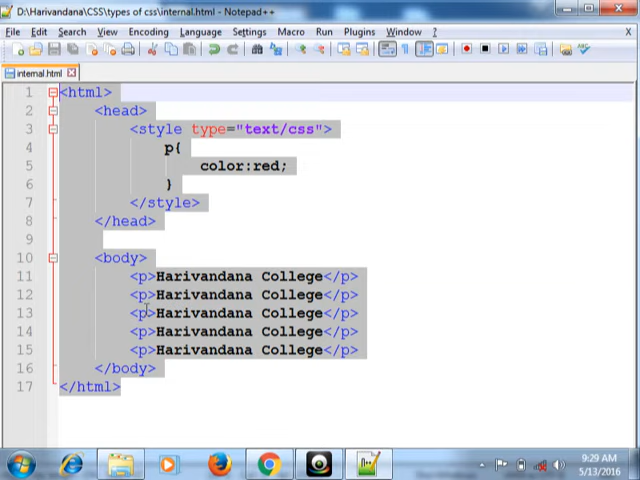 D:\Harivandana\CSS\types of css\internal.html - Notepad++
File Edit Search View Encoding Language Settings Macro Run Plugins Window ?
internal.html
1 <html>
2 <head>
3 <style type="text/css">
4 p{
5 color:red;
6 }
7 </style>
8 </head>
9
10 <body>
11 <p>Harivandana College</p>
12 <p>Harivandana College</p>
13 <p>Harivandana College</p>
14 <p>Harivandana College</p>
15 <p>Harivandana College</p>
16 </body>
17 </html>
9:29 AM
5/13/2016